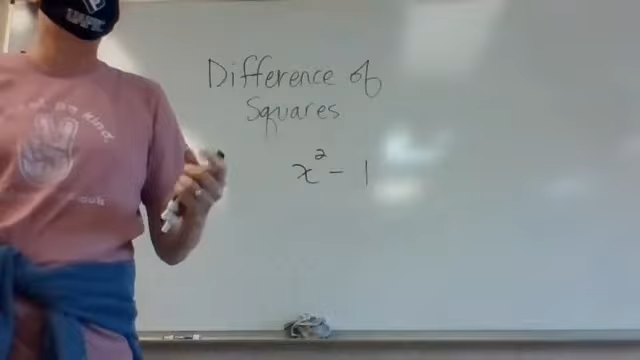 Difference of
Squares
x² - 1